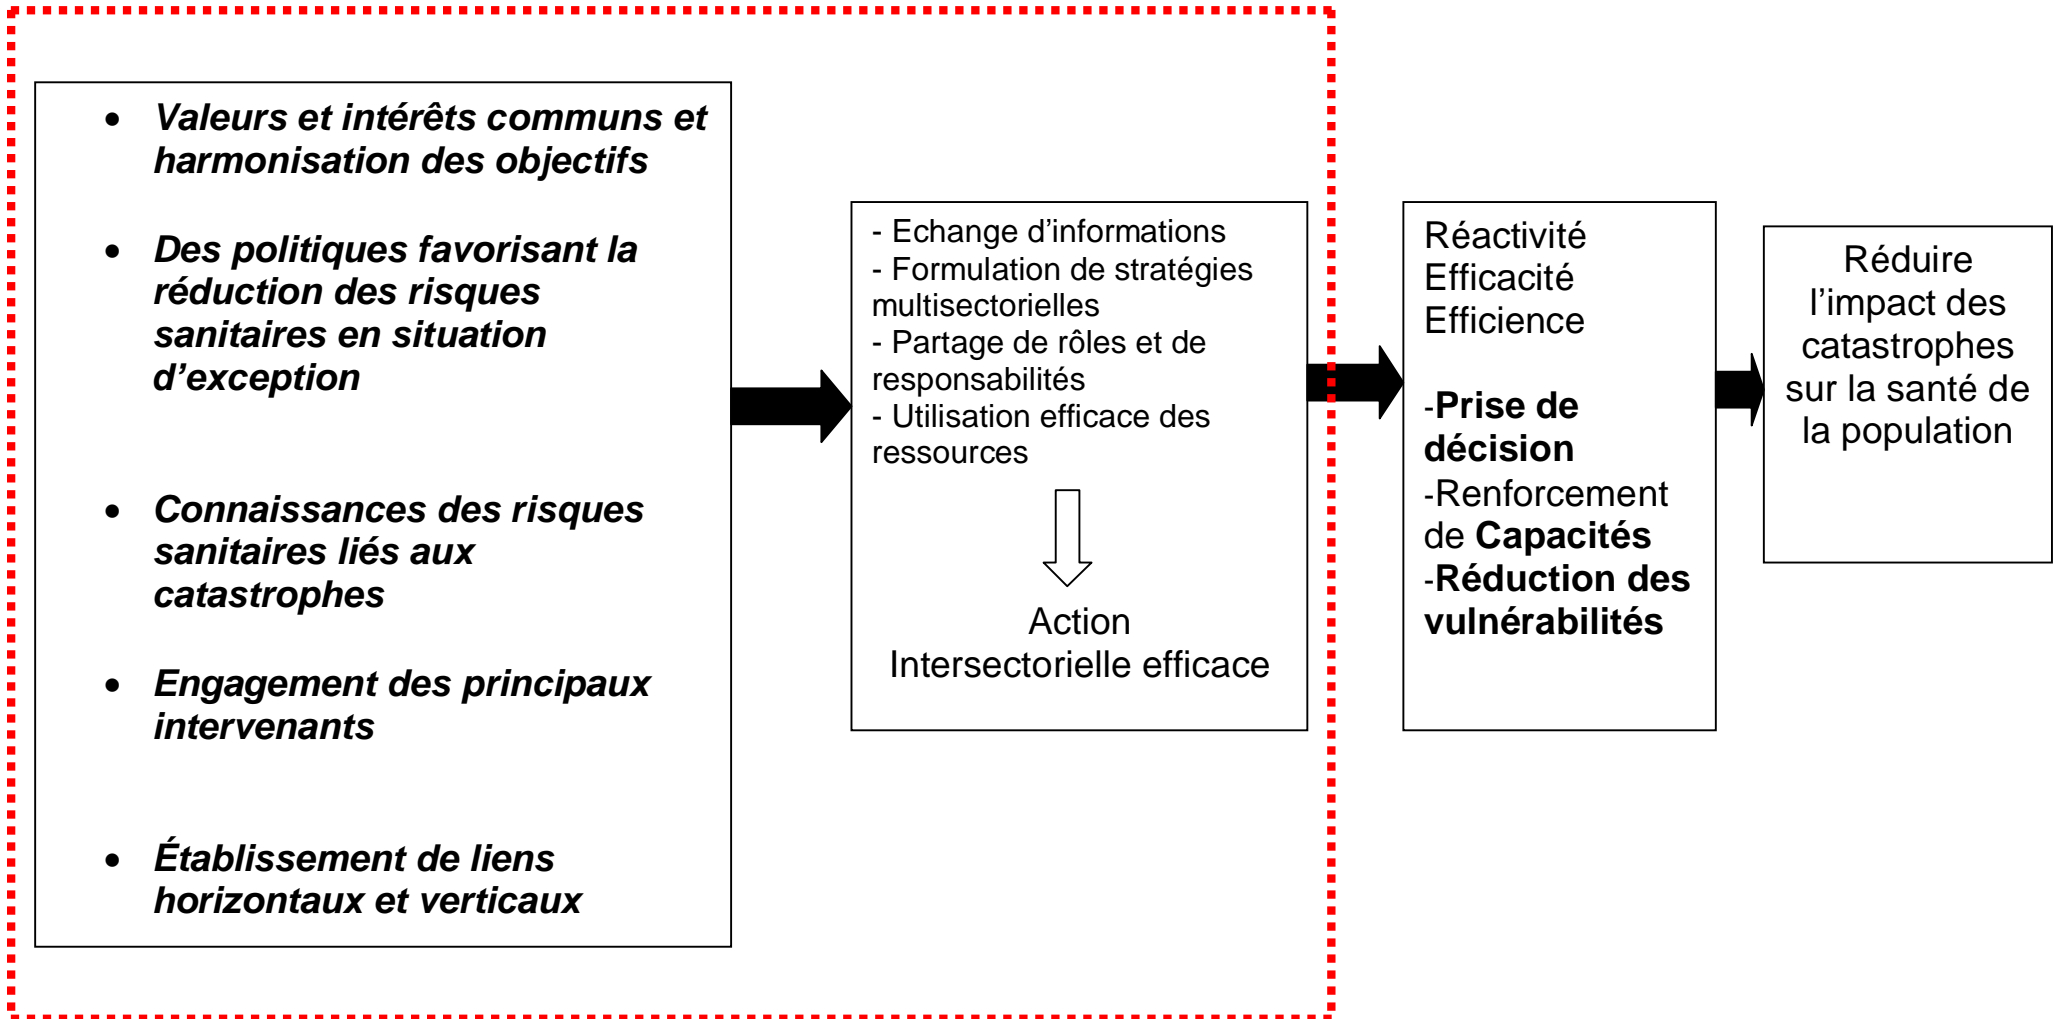 • Valeurs et intérêts communs et
harmonisation des objectifs
• Des politiques favorisant la
réduction des risques
sanitaires en situation
d’exception
• Connaissances des risques
sanitaires liés aux
catastrophes
• Engagement des principaux
intervenants
• Établissement de liens
horizontaux et verticaux
- Echange d’informations
- Formulation de stratégies
multisectorielles
- Partage de rôles et de
responsabilités
- Utilisation efficace des
ressources
Action
Intersectorielle efficace
Réactivité
Efficacité
Efficience
-Prise de
décision
-Renforcement
de Capacités
-Réduction des
vulnérabilités
Réduire
l’impact des
catastrophes
sur la santé de
la population